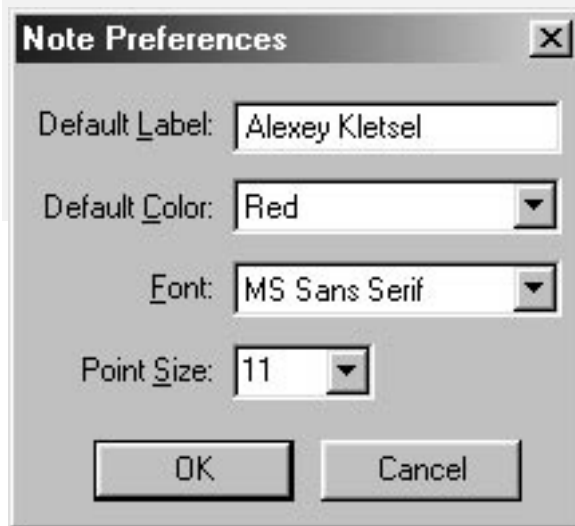 Note Preferences
Default Label: Alexey Kletsel
Default Color: Red
Font: MS Sans Serif
Point Size: 11
OK Cancel